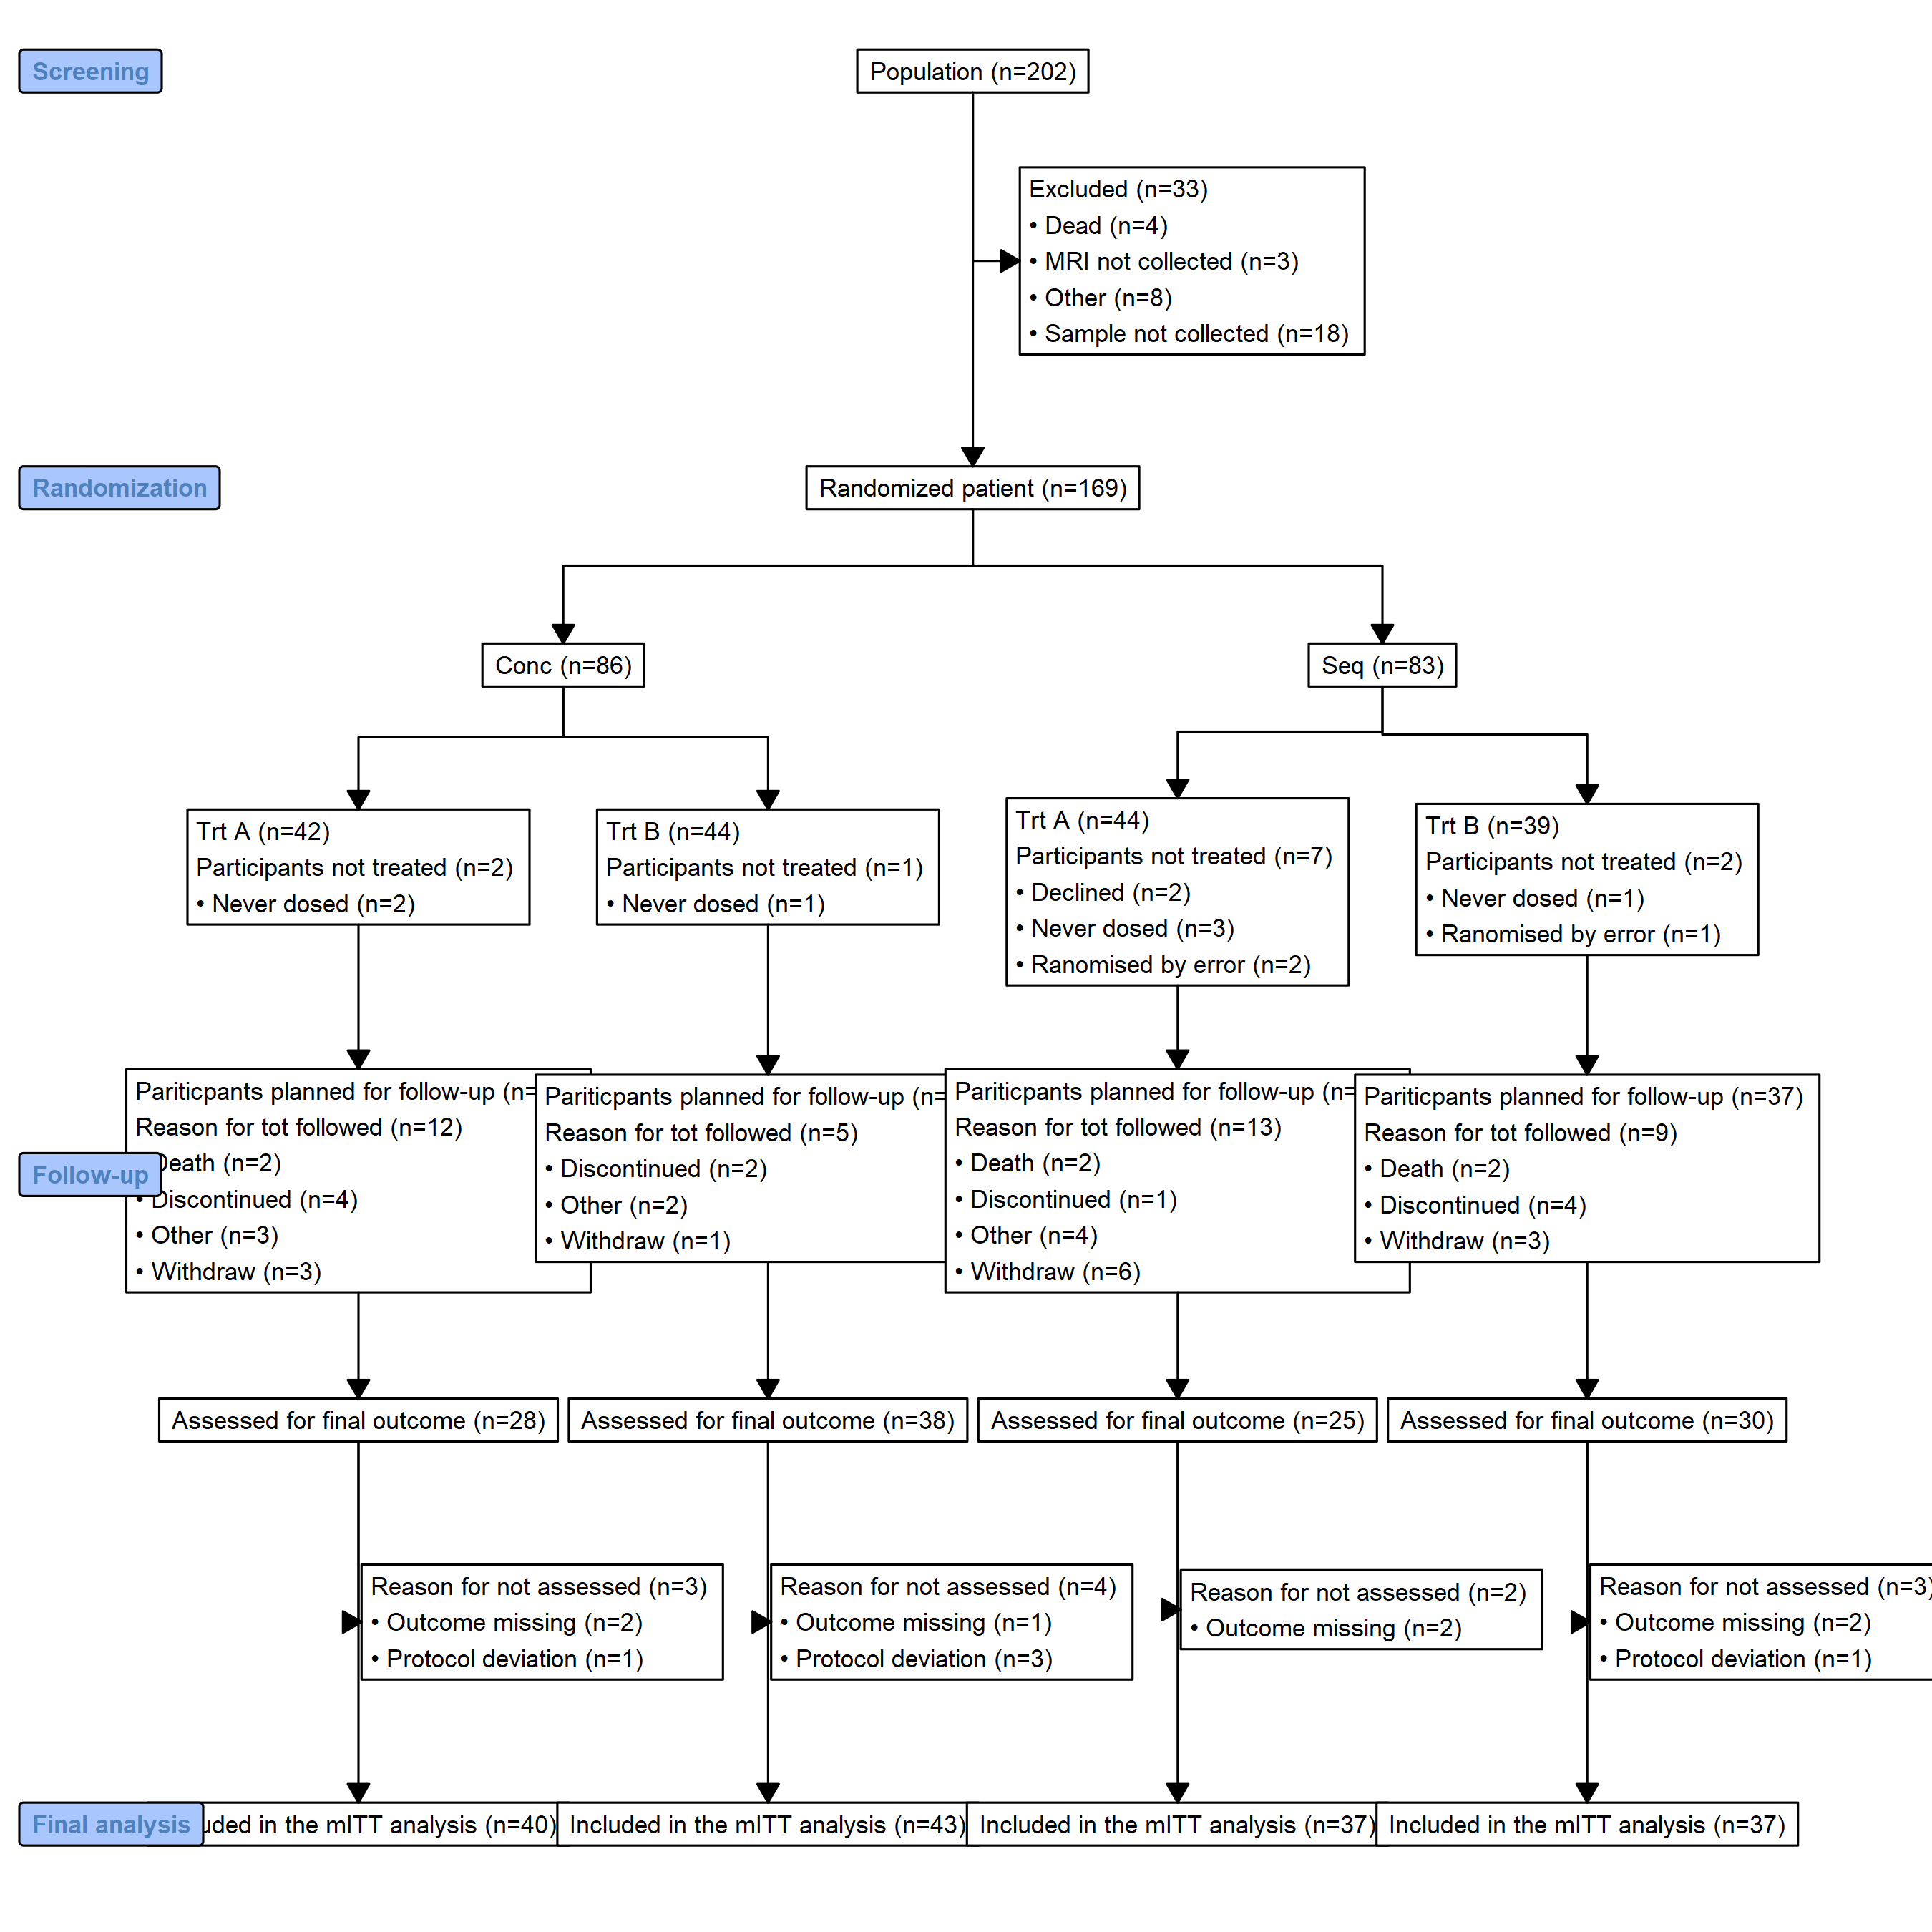 Screening
Population (n=202)
Excluded (n=33)
• Dead (n=4)
• MRI not collected (n=3)
• Other (n=8)
• Sample not collected (n=18)
Randomization
Randomized patient (n=169)
Conc (n=86)
Seq (n=83)
Trt A (n=42)
Participants not treated (n=2)
• Never dosed (n=2)
Trt B (n=44)
Participants not treated (n=1)
• Never dosed (n=1)
Trt A (n=44)
Participants not treated (n=7)
• Declined (n=2)
• Never dosed (n=3)
• Ranomised by error (n=2)
Trt B (n=39)
Participants not treated (n=2)
• Never dosed (n=1)
• Ranomised by error (n=1)
Follow-up
Pariticpants planned for follow-up (n=
Reason for tot followed (n=12)
Death (n=2)
• Discontinued (n=4)
• Other (n=3)
• Withdraw (n=3)
Pariticpants planned for follow-up (n=
Reason for tot followed (n=5)
• Discontinued (n=2)
• Other (n=2)
• Withdraw (n=1)
Pariticpants planned for follow-up (n=
Reason for tot followed (n=13)
• Death (n=2)
• Discontinued (n=1)
• Other (n=4)
• Withdraw (n=6)
Pariticpants planned for follow-up (n=37)
Reason for tot followed (n=9)
• Death (n=2)
• Discontinued (n=4)
• Withdraw (n=3)
Assessed for final outcome (n=28)
Assessed for final outcome (n=38)
Assessed for final outcome (n=25)
Assessed for final outcome (n=30)
Reason for not assessed (n=3)
• Outcome missing (n=2)
• Protocol deviation (n=1)
Reason for not assessed (n=4)
• Outcome missing (n=1)
• Protocol deviation (n=3)
Reason for not assessed (n=2)
• Outcome missing (n=2)
Reason for not assessed (n=3)
• Outcome missing (n=2)
• Protocol deviation (n=1)
Final analysis
uded in the mITT analysis (n=40)
Included in the mITT analysis (n=43)
Included in the mITT analysis (n=37)
Included in the mITT analysis (n=37)